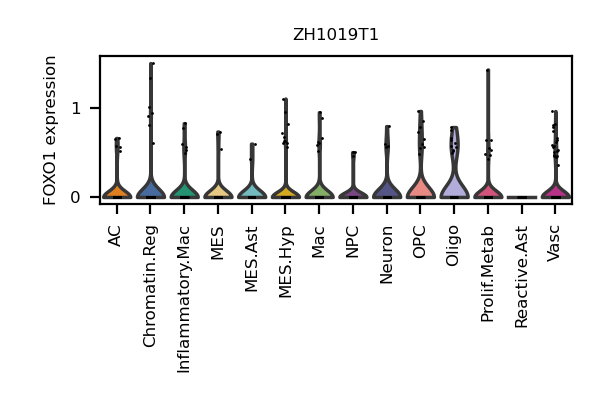 ZH1019T1
FOXO1 expression
1
0
AC
Chromatin.Reg
Inflammatory.Mac
MES
MES.Ast
MES.Hyp
Mac
NPC
Neuron
OPC
Oligo
Prolif.Metab
Reactive.Ast
Vasc